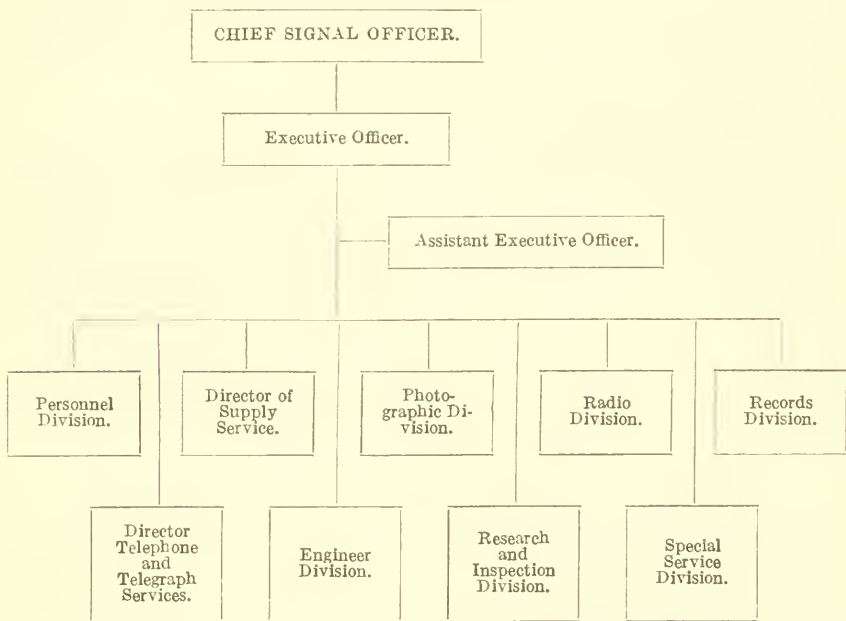 CHIEF SIGNAL OFFICER.
Executive Officer.
Assistant Executive Officer.
Personnel
Division.
Director of
Supply
Service.
Photo-
graphic Di-
vision.
Radio
Division.
Records
Division.
Director
Telephone
and
Telegraph
Services.
Engineer
Division.
Research
and
Inspection
Division.
Special
Service
Division.